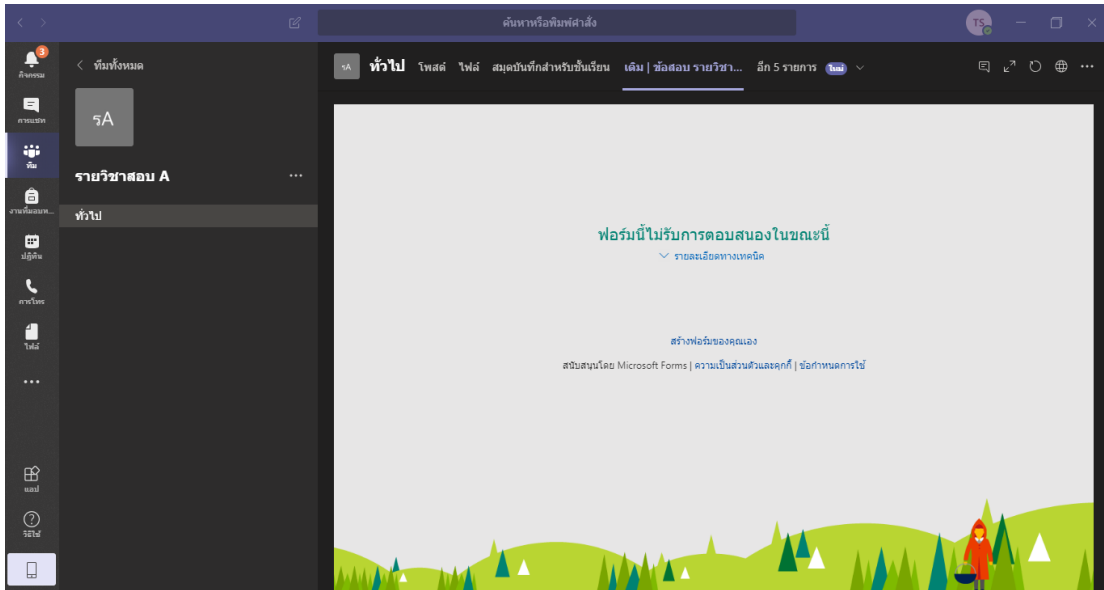 ค้นหาหรือพิมพ์คำสั่ง
TS
3
กิจกรรม
การแชท
ทีม
งานที่มอบห...
ปฏิทิน
การโทร
ไฟล์
แอป
วิธีใช้
ทีมทั้งหมด
รA
รายวิชาสอบ A
ทั่วไป
รA ทั่วไป โพสต์ ไฟล์ สมุดบันทึกสำหรับชั้นเรียน เติม | ข้อสอบ รายวิชา... อีก 5 รายการ ใหม่
ฟอร์มนี้ไม่รับการตอบสนองในขณะนี้
รายละเอียดทางเทคนิค
สร้างฟอร์มของคุณเอง
สนับสนุนโดย Microsoft Forms | ความเป็นส่วนตัวและคุกกี้ | ข้อกำหนดการใช้